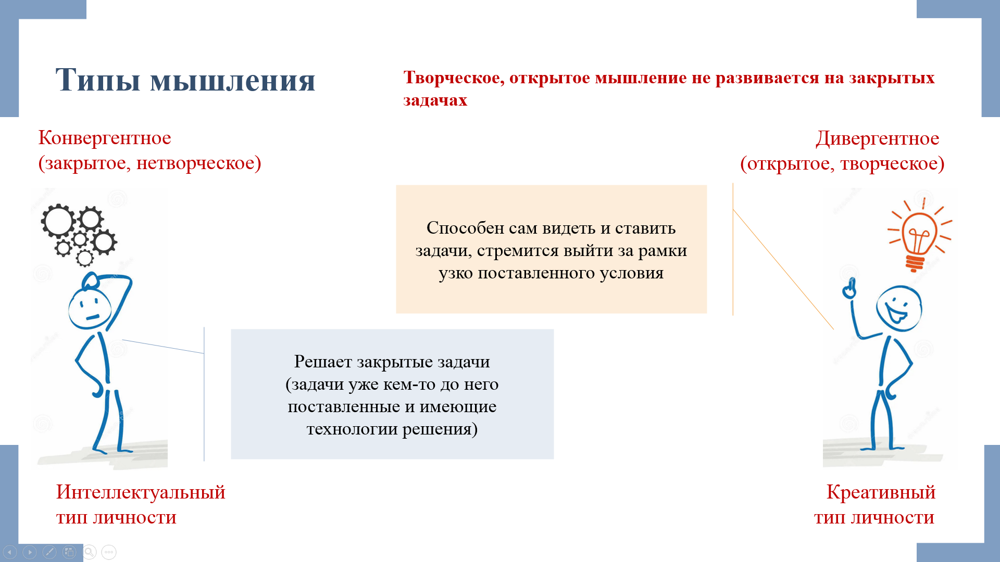 Типы мышления
Творческое, открытое мышление не развивается на закрытых
задачах
Конвергентное
(закрытое, нетворческое)
Дивергентное
(открытое, творческое)
Способен сам видеть и ставить
задачи, стремится выйти за рамки
узко поставленного условия
Решает закрытые задачи
(задачи уже кем-то до него
поставленные и имеющие
технологии решения)
Интеллектуальный
тип личности
Креативный
тип личности